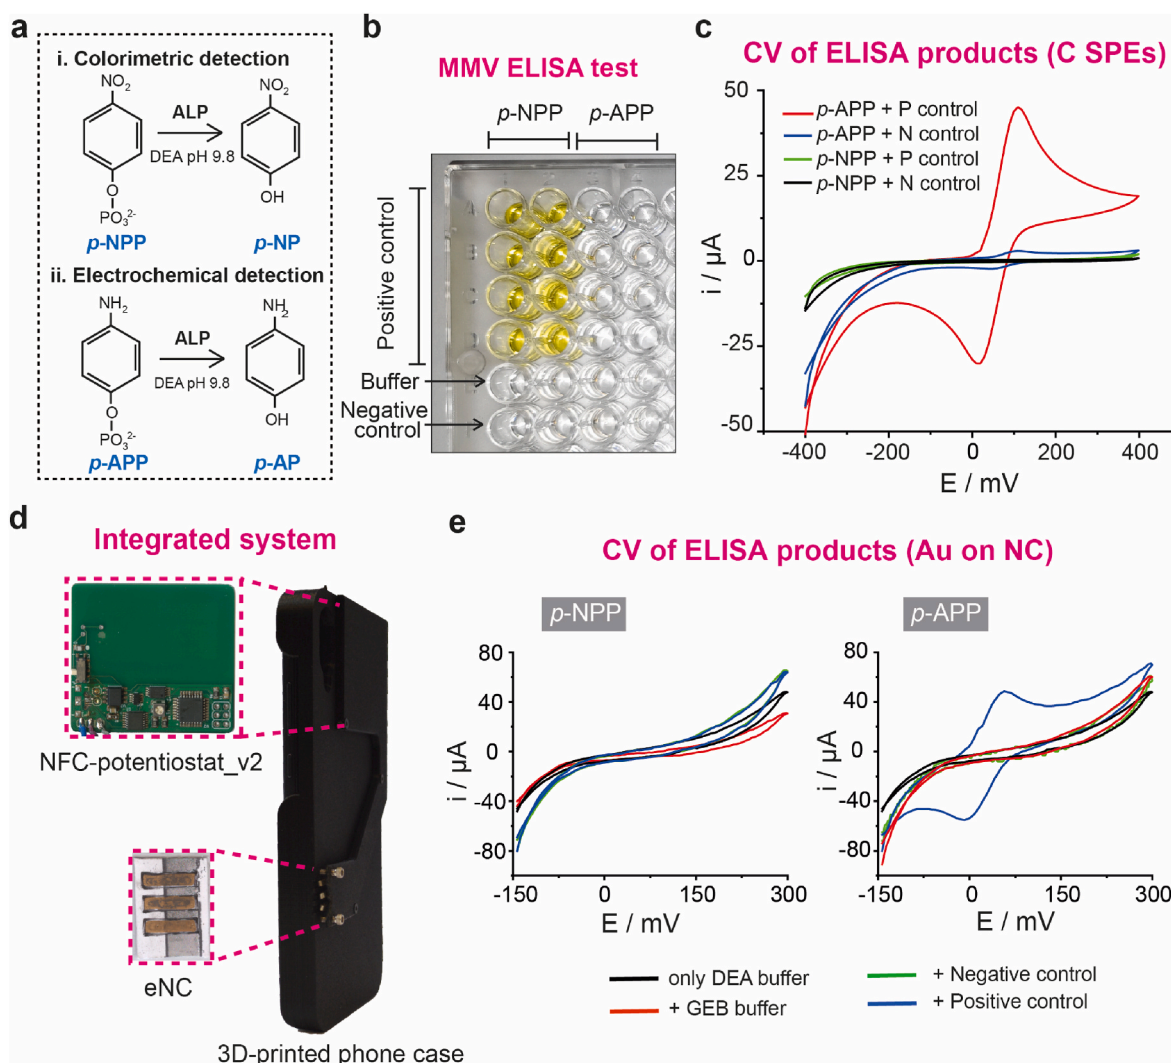 a
i. Colorimetric detection
NO₂
NO₂
ALP
DEA pH 9.8
O
PO₃²⁻
OH
p-NPP
p-NP
ii. Electrochemical detection
NH₂
NH₂
ALP
DEA pH 9.8
O
PO₃²⁻
OH
p-APP
p-AP
b
MMV ELISA test
p-NPP
p-APP
Positive control
Buffer
Negative
control
c
CV of ELISA products (C SPEs)
p-APP + P control
p-APP + N control
p-NPP + P control
p-NPP + N control
50
25
0
-25
-50
i / µA
-400
-200
0
200
400
E / mV
d
Integrated system
NFC-potentiostat_v2
eNC
3D-printed phone case
e
CV of ELISA products (Au on NC)
p-NPP
80
40
0
-40
-80
i / µA
-150
0
150
300
E / mV
p-APP
80
40
0
-40
-80
i / µA
-150
0
150
300
E / mV
only DEA buffer
+ GEB buffer
+ Negative control
+ Positive control